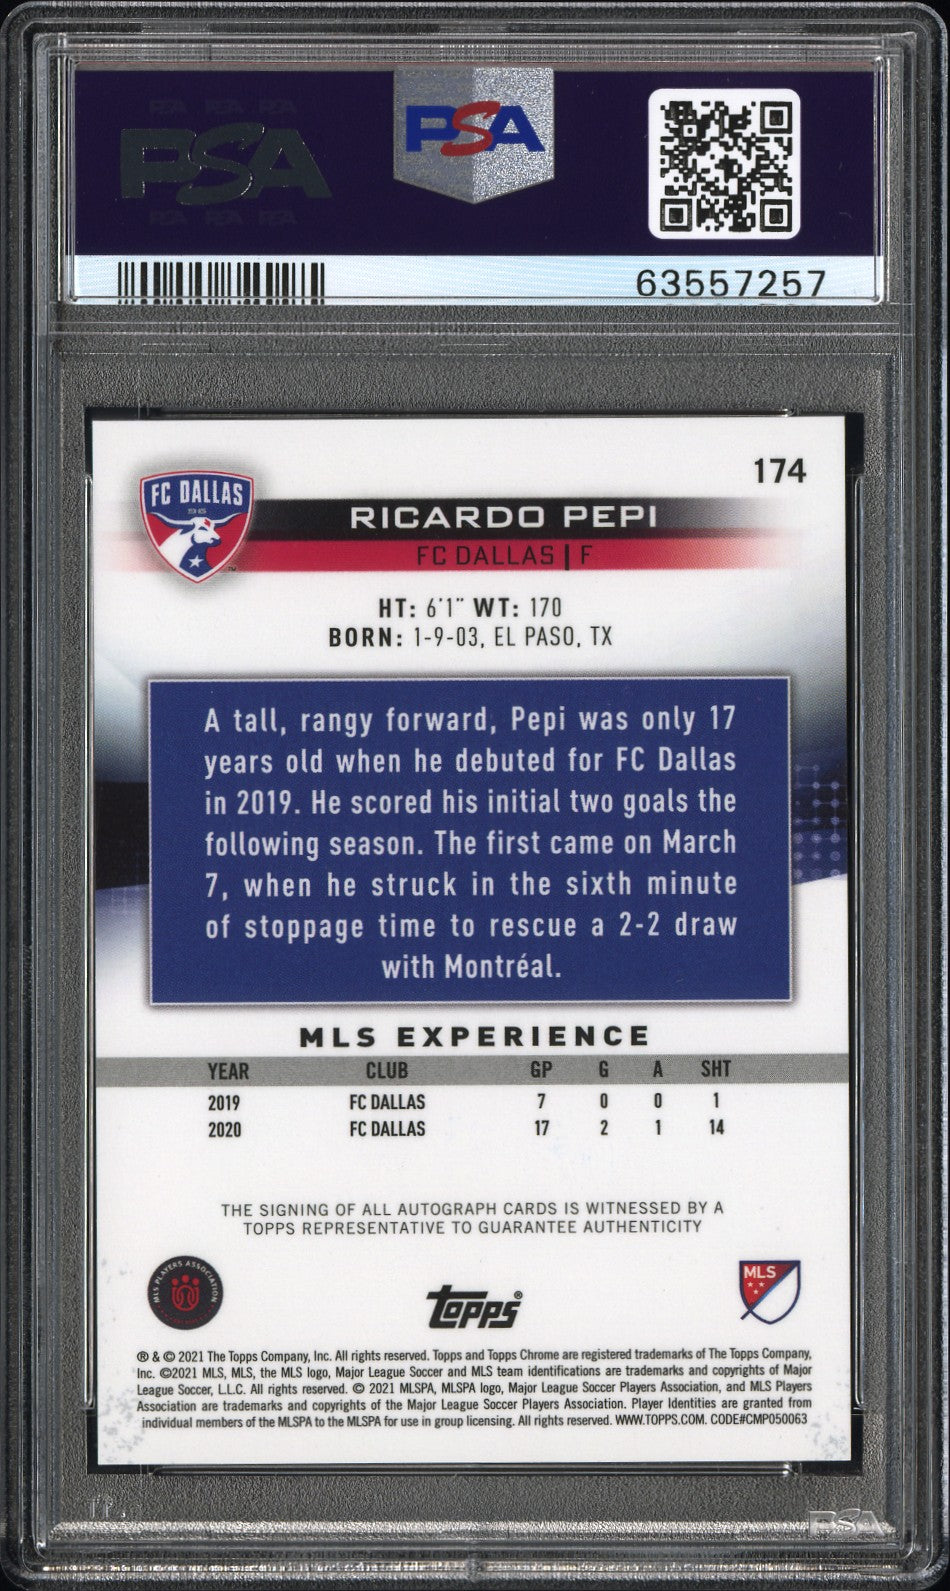 PSA PSA PSA
PSA
PSA PSA PSA
PSA
63557257
174
FC DALLAS
RICARDO PEPI
FC DALLAS | F
HT: 6'1" WT: 170
BORN: 1-9-03, EL PASO, TX
A tall, rangy forward, Pepi was only 17
years old when he debuted for FC Dallas
in 2019. He scored his initial two goals the
following season. The first came on March
7, when he struck in the sixth minute
of stoppage time to rescue a 2-2 draw
with Montréal.
MLS EXPERIENCE
YEAR CLUB GP G A SHT
2019 FC DALLAS 7 0 0 1
2020 FC DALLAS 17 2 1 14
THE SIGNING OF ALL AUTOGRAPH CARDS IS WITNESSED BY A
TOPPS REPRESENTATIVE TO GUARANTEE AUTHENTICITY
MLS PLAYERS ASSOCIATION
topps®
MLS
® & © 2021 The Topps Company, Inc. All rights reserved. Topps and Topps Chrome are registered trademarks of The Topps Company,
Inc. ©2021 MLS, MLS, the MLS logo, Major League Soccer and MLS team identifications are trademarks and copyrights of Major
League Soccer, L.L.C. All rights reserved. © 2021 MLSPA, MLSPA logo, Major League Soccer Players Association, and MLS Players
Association are trademarks and copyrights of the Major League Soccer Players Association. Player Identities are granted from
individual members of the MLSPA to the MLSPA for use in group licensing. All rights reserved. WWW.TOPPS.COM. CODE#CMP050063
PSA